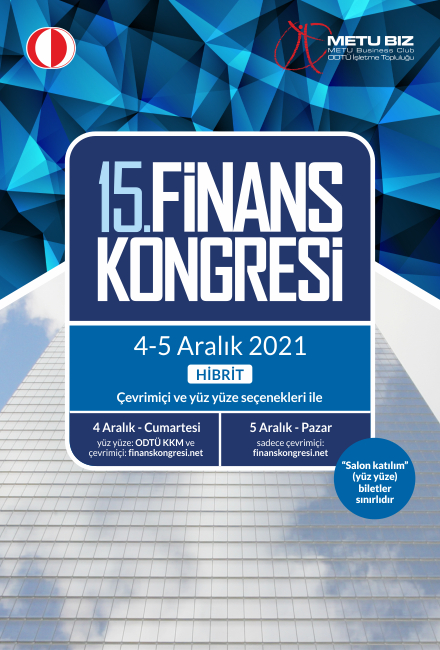 METU BIZ
METU Business Club
ODTÜ İşletme Topluluğu
15.FiNANS
KONGRESi
4-5 Aralık 2021
HİBRİT
Çevrimiçi ve yüz yüze seçenekleri ile
4 Aralık - Cumartesi
yüz yüze: ODTÜ KKM ve
çevrimiçi: finanskongresi.net
5 Aralık - Pazar
sadece çevrimiçi:
finanskongresi.net
“Salon katılım”
(yüz yüze)
biletler
sınırlıdır